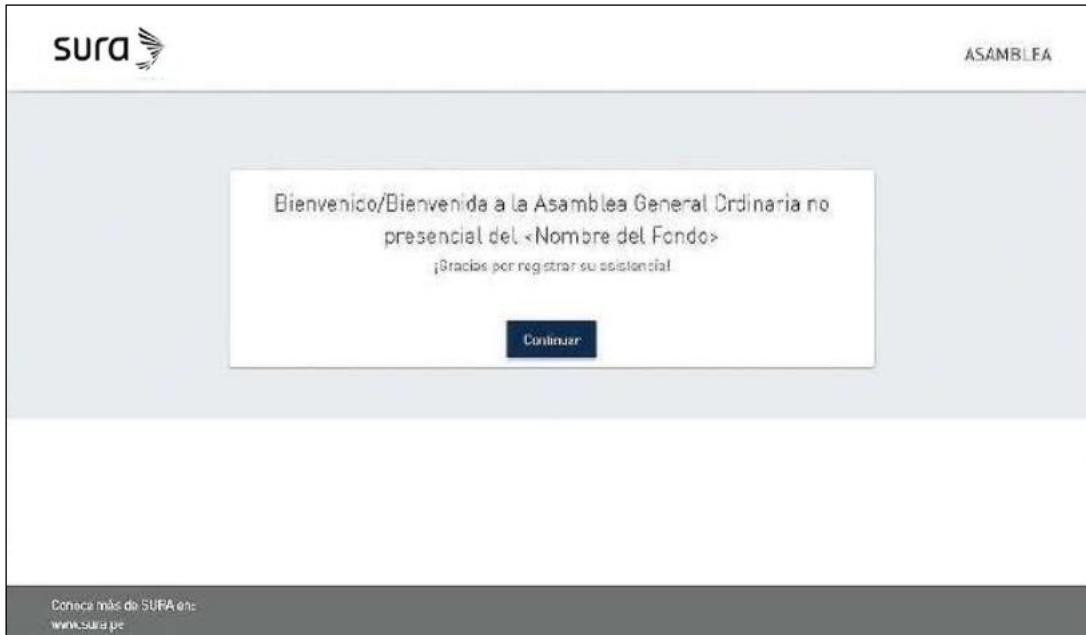 sura
ASAMBLEA
Bienvenido/Bienvenida a la Asamblea General Ordinaria no
presencial del <Nombre del Fondo>
¡Gracias por registrar su asistencia!
Continuar
Conoce más de SURA en:
www.sura.pe